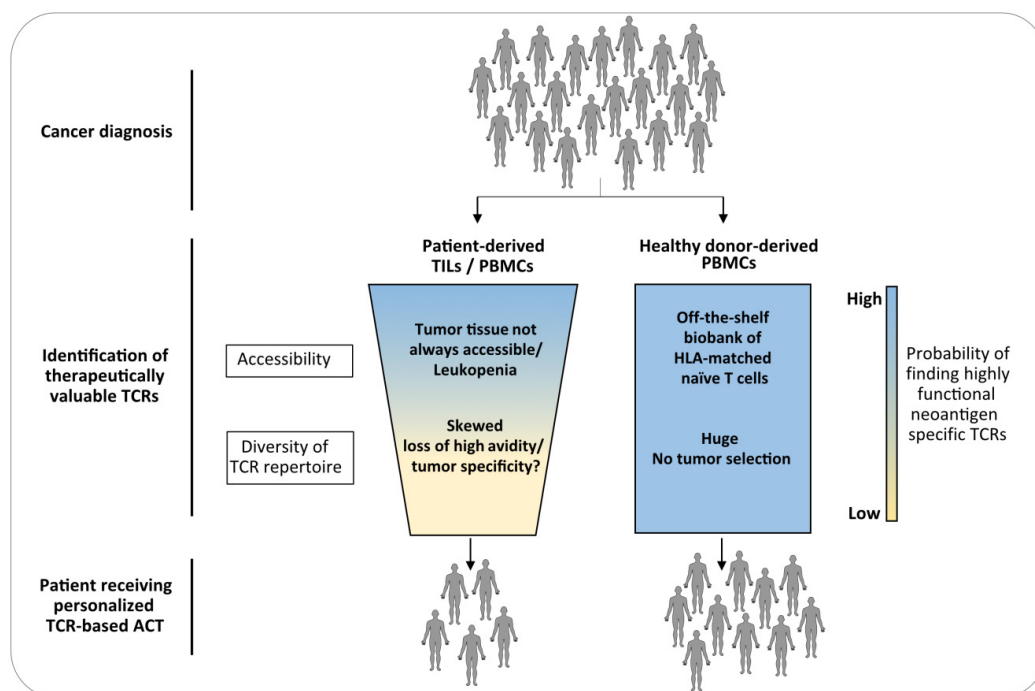 Cancer diagnosis
Patient-derived
TILs / PBMCs
Healthy donor-derived
PBMCs
Identification of
therapeutically
valuable TCRs
Accessibility
Diversity of
TCR repertoire
Tumor tissue not
always accessible/
Leukopenia
Skewed
loss of high avidity/
tumor specificity?
Off-the-shelf
biobank of
HLA-matched
naïve T cells
Huge
No tumor selection
High
Low
Probability of
finding highly
functional
neoantigen
specific TCRs
Patient receiving
personalized
TCR-based ACT